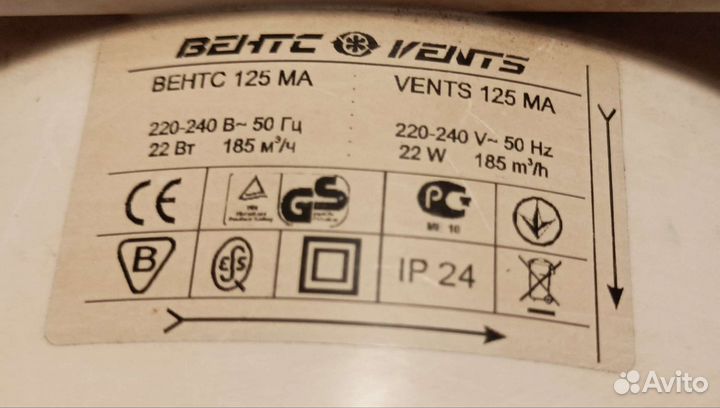 ВЕНТС VENTS
ВЕНТС 125 МА VENTS 125 MA
220-240 В~ 50 Гц 220-240 V~ 50 Hz
22 Вт 185 м³/ч 22 W 185 m³/h
CE GS PC
B IP 24
Avito